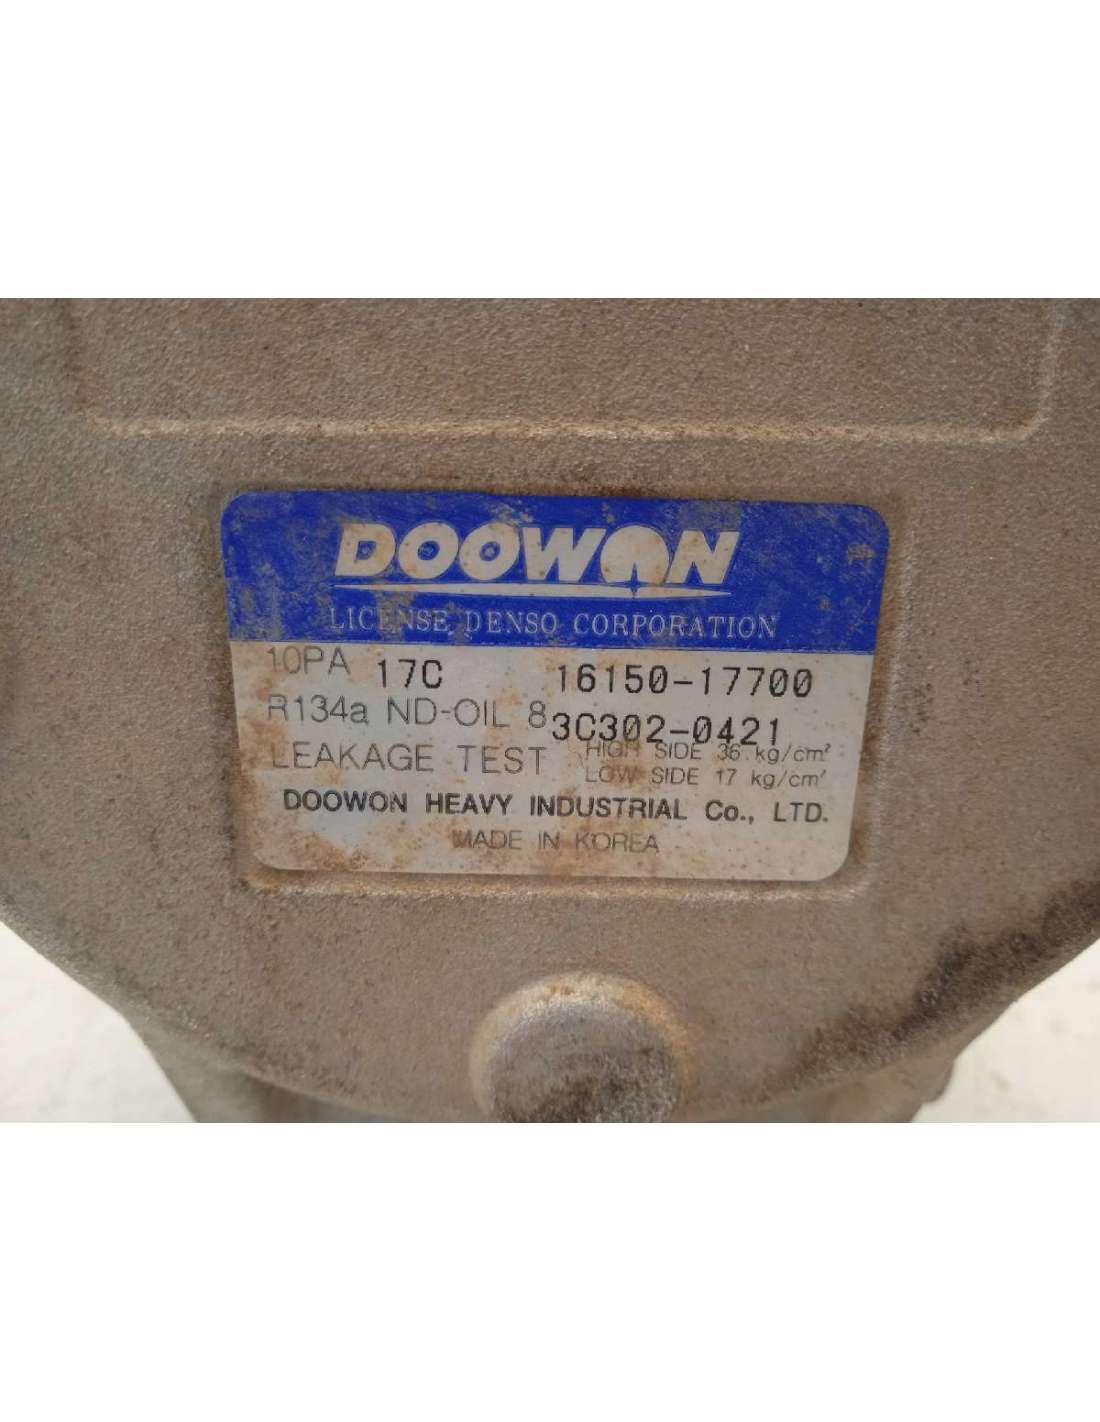 DOOWON
LICENSE DENSO CORPORATION
10PA 17C 16150-17700
R134a ND-OIL 8 3C302-0421
LEAKAGE TEST HIGH SIDE 36 kg/cm²
LOW SIDE 17 kg/cm²
DOOWON HEAVY INDUSTRIAL Co., LTD.
MADE IN KOREA